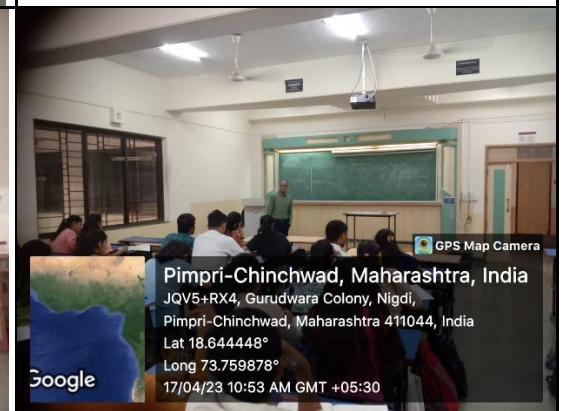 GPS Map Camera
Pimpri-Chinchwad, Maharashtra, India
JQV5+RX4, Gurudwara Colony, Nigdi,
Pimpri-Chinchwad, Maharashtra 411044, India
Lat 18.644448°
Long 73.759878°
17/04/23 10:53 AM GMT +05:30
Google